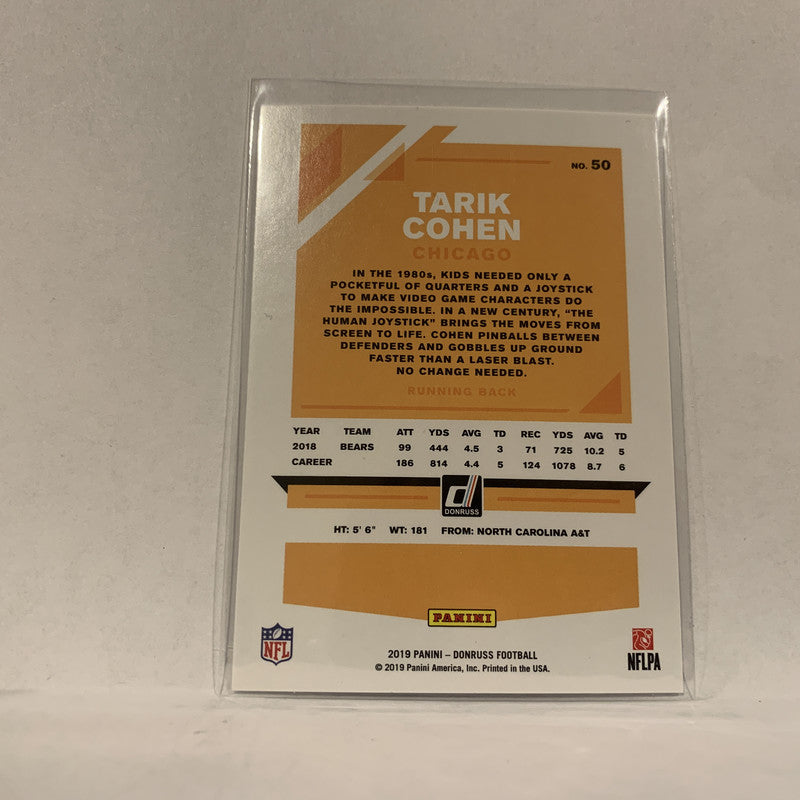 NO. 50
TARIK
COHEN
CHICAGO
IN THE 1980s, KIDS NEEDED ONLY A
POCKETFUL OF QUARTERS AND A JOYSTICK
TO MAKE VIDEO GAME CHARACTERS DO
THE IMPOSSIBLE. IN A NEW CENTURY, “THE
HUMAN JOYSTICK” BRINGS THE MOVES FROM
SCREEN TO LIFE. COHEN PINBALLS BETWEEN
DEFENDERS AND GOBBLES UP GROUND
FASTER THAN A LASER BLAST.
NO CHANGE NEEDED.
RUNNING BACK
YEAR TEAM ATT YDS AVG TD REC YDS AVG TD
2018 BEARS 99 444 4.5 3 71 725 10.2 5
CAREER 186 814 4.4 5 124 1078 8.7 6
d
DONRUSS
HT: 5' 6" WT: 181 FROM: NORTH CAROLINA A&T
PANINI
NFL
2019 PANINI – DONRUSS FOOTBALL
© 2019 Panini America, Inc. Printed in the USA.
NFLPA